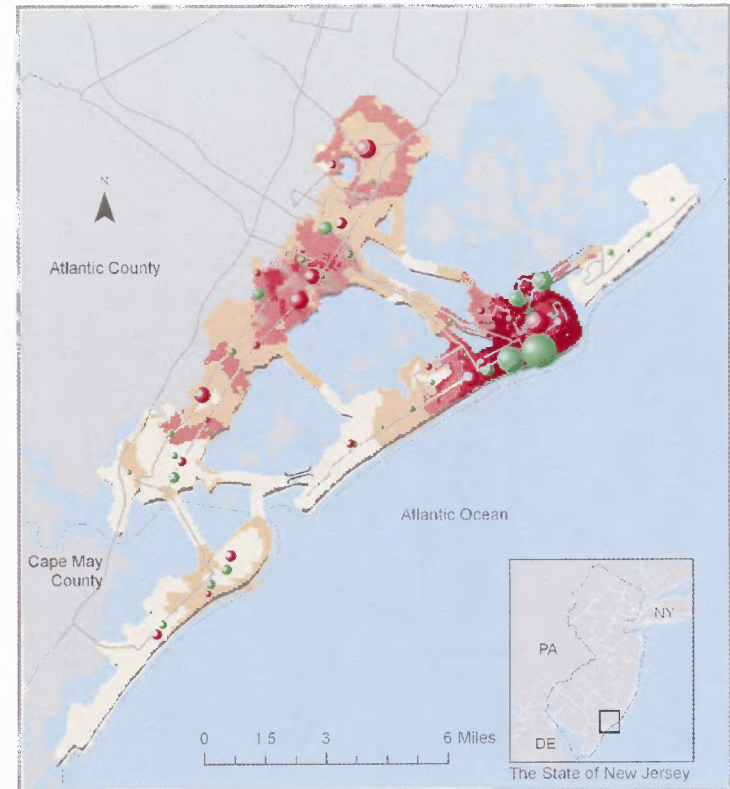 N
Atlantic County
Atlantic Ocean
Cape May
County
0 1.5 3 6 Miles
NY
PA
DE
The State of New Jersey